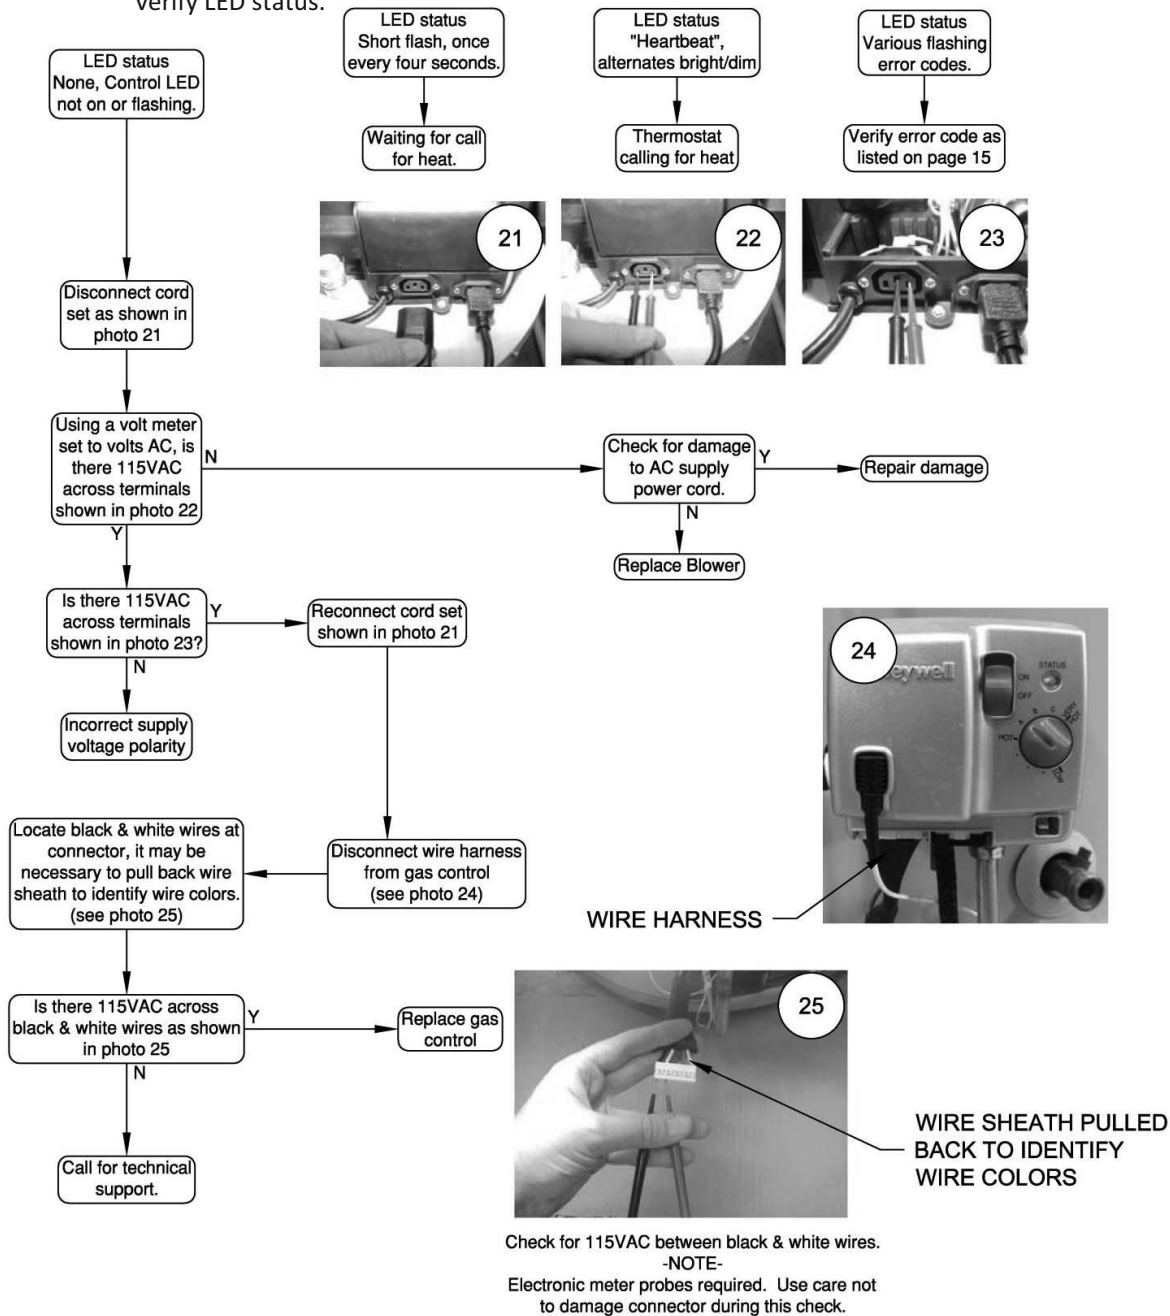 verify LED status.
LED status
None, Control LED
not on or flashing.
LED status
Short flash, once
every four seconds.
LED status
"Heartbeat",
alternates bright/dim
LED status
Various flashing
error codes.
Waiting for call
for heat.
Thermostat
calling for heat
Verify error code as
listed on page 15
21
22
23
Disconnect cord
set as shown in
photo 21
Using a volt meter
set to volts AC, is
there 115VAC
across terminals
shown in photo 22
N
Check for damage
to AC supply
power cord.
Y
Repair damage
N
Replace Blower
Y
Is there 115VAC
across terminals
shown in photo 23?
Y
Reconnect cord set
shown in photo 21
N
Incorrect supply
voltage polarity
24
eywell
STATUS
ON
OFF
A B C
VERY
HOT
HOT
LOW
Locate black & white wires at
connector, it may be
necessary to pull back wire
sheath to identify wire colors.
(see photo 25)
Disconnect wire harness
from gas control
(see photo 24)
WIRE HARNESS
Is there 115VAC across
black & white wires as shown
in photo 25
Y
Replace gas
control
N
Call for technical
support.
25
WIRE SHEATH PULLED
BACK TO IDENTIFY
WIRE COLORS
Check for 115VAC between black & white wires.
-NOTE-
Electronic meter probes required. Use care not
to damage connector during this check.